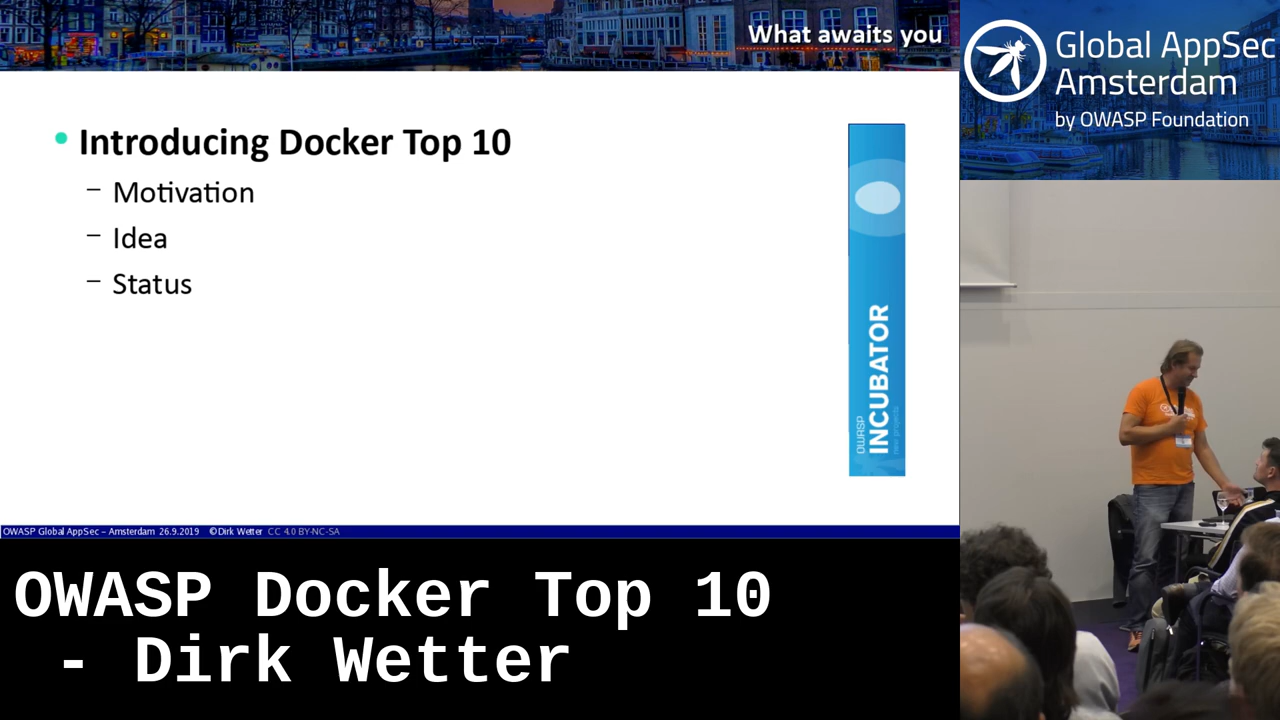 What awaits you
Global AppSec
Amsterdam
by OWASP Foundation
• Introducing Docker Top 10
– Motivation
– Idea
– Status
OWASP
INCUBATOR
new projects
OWASP Global AppSec – Amsterdam 26.9.2019 ©Dirk Wetter CC 4.0 BY-NC-SA
OWASP Docker Top 10
- Dirk Wetter